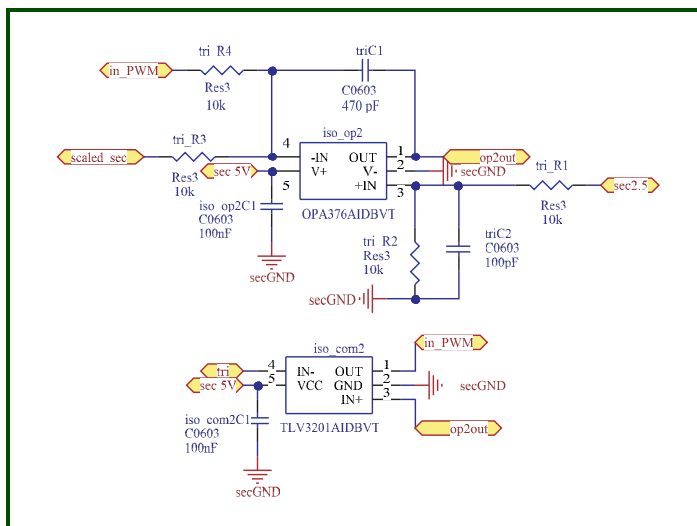 tri_R4
triC1
in_PWM
Res3
10k
C0603
470 pF
iso_op2
scaled_sec
tri_R3
Res3
10k
4
-IN
OUT
1
op2out
sec 5V
V+
V-
2
secGND
5
+IN
3
tri_R1
sec2.5
Res3
10k
iso_op2C1
C0603
100nF
OPA376AIDBVT
secGND
tri_R2
Res3
10k
triC2
C0603
100pF
secGND
iso_com2
in_PWM
tri
4
IN-
OUT
1
sec 5V
5
VCC
GND
2
secGND
IN+
3
iso_com2C1
C0603
100nF
TLV3201AIDBVT
op2out
secGND